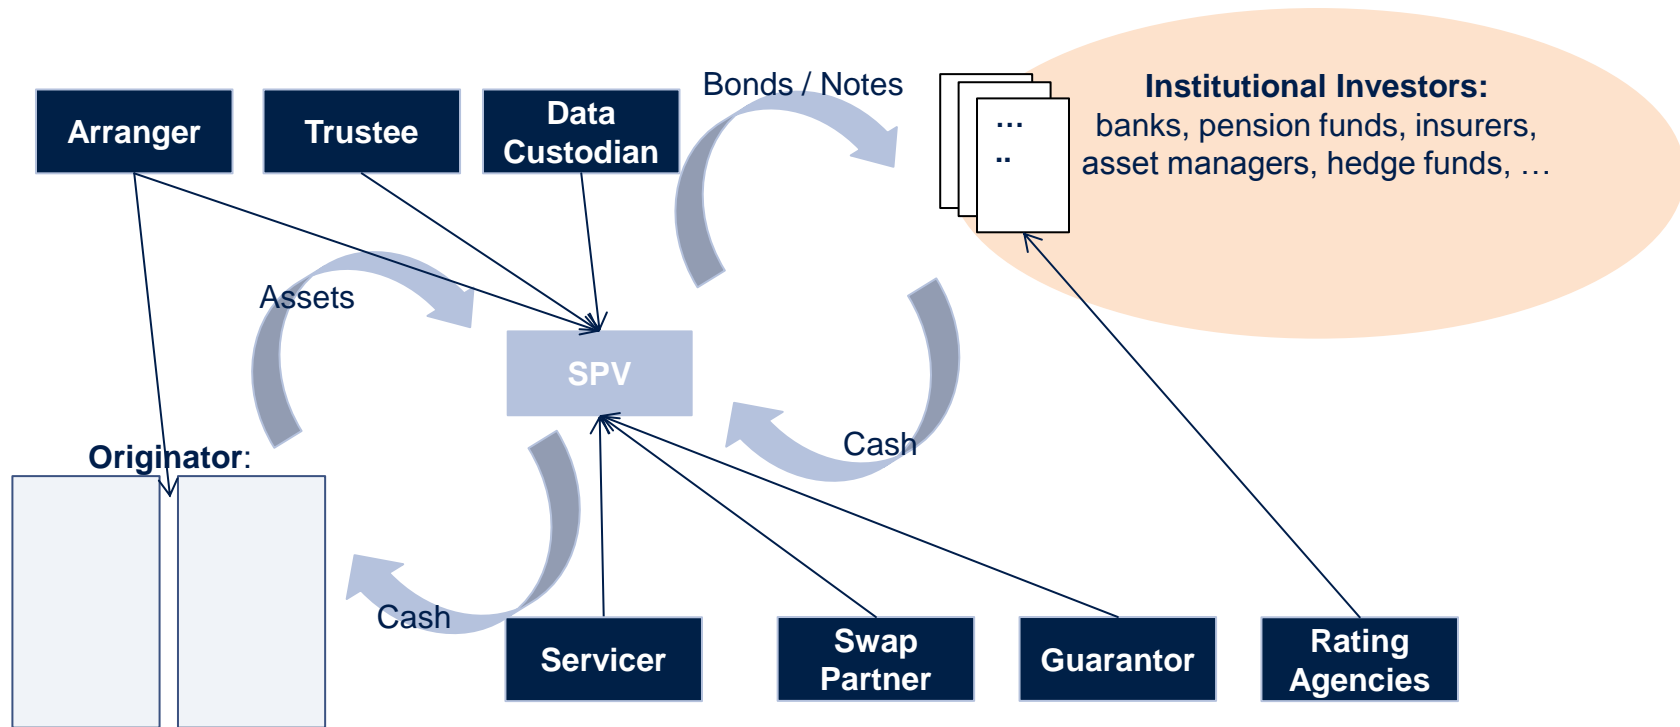 Arranger
Trustee
Data
Custodian
Bonds / Notes
…
..
Institutional Investors:
banks, pension funds, insurers,
asset managers, hedge funds, …
Assets
SPV
Originator:
Cash
Cash
Servicer
Swap
Partner
Guarantor
Rating
Agencies